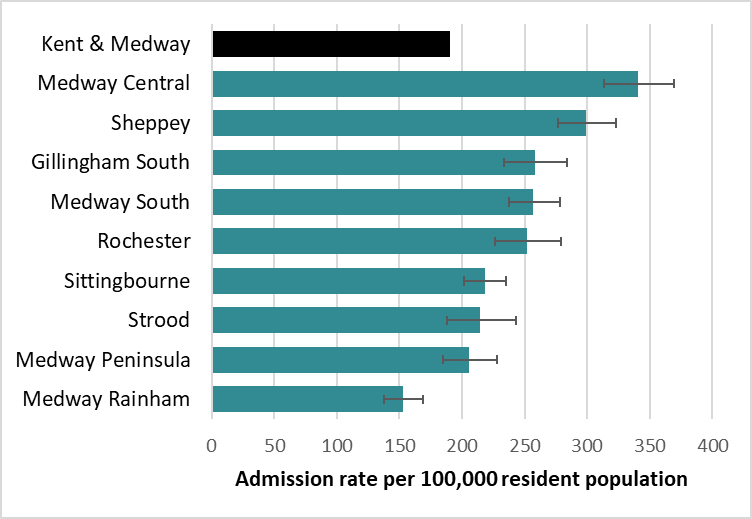 Kent & Medway
Medway Central
Sheppey
Gillingham South
Medway South
Rochester
Sittingbourne
Strood
Medway Peninsula
Medway Rainham
0 50 100 150 200 250 300 350 400
Admission rate per 100,000 resident population